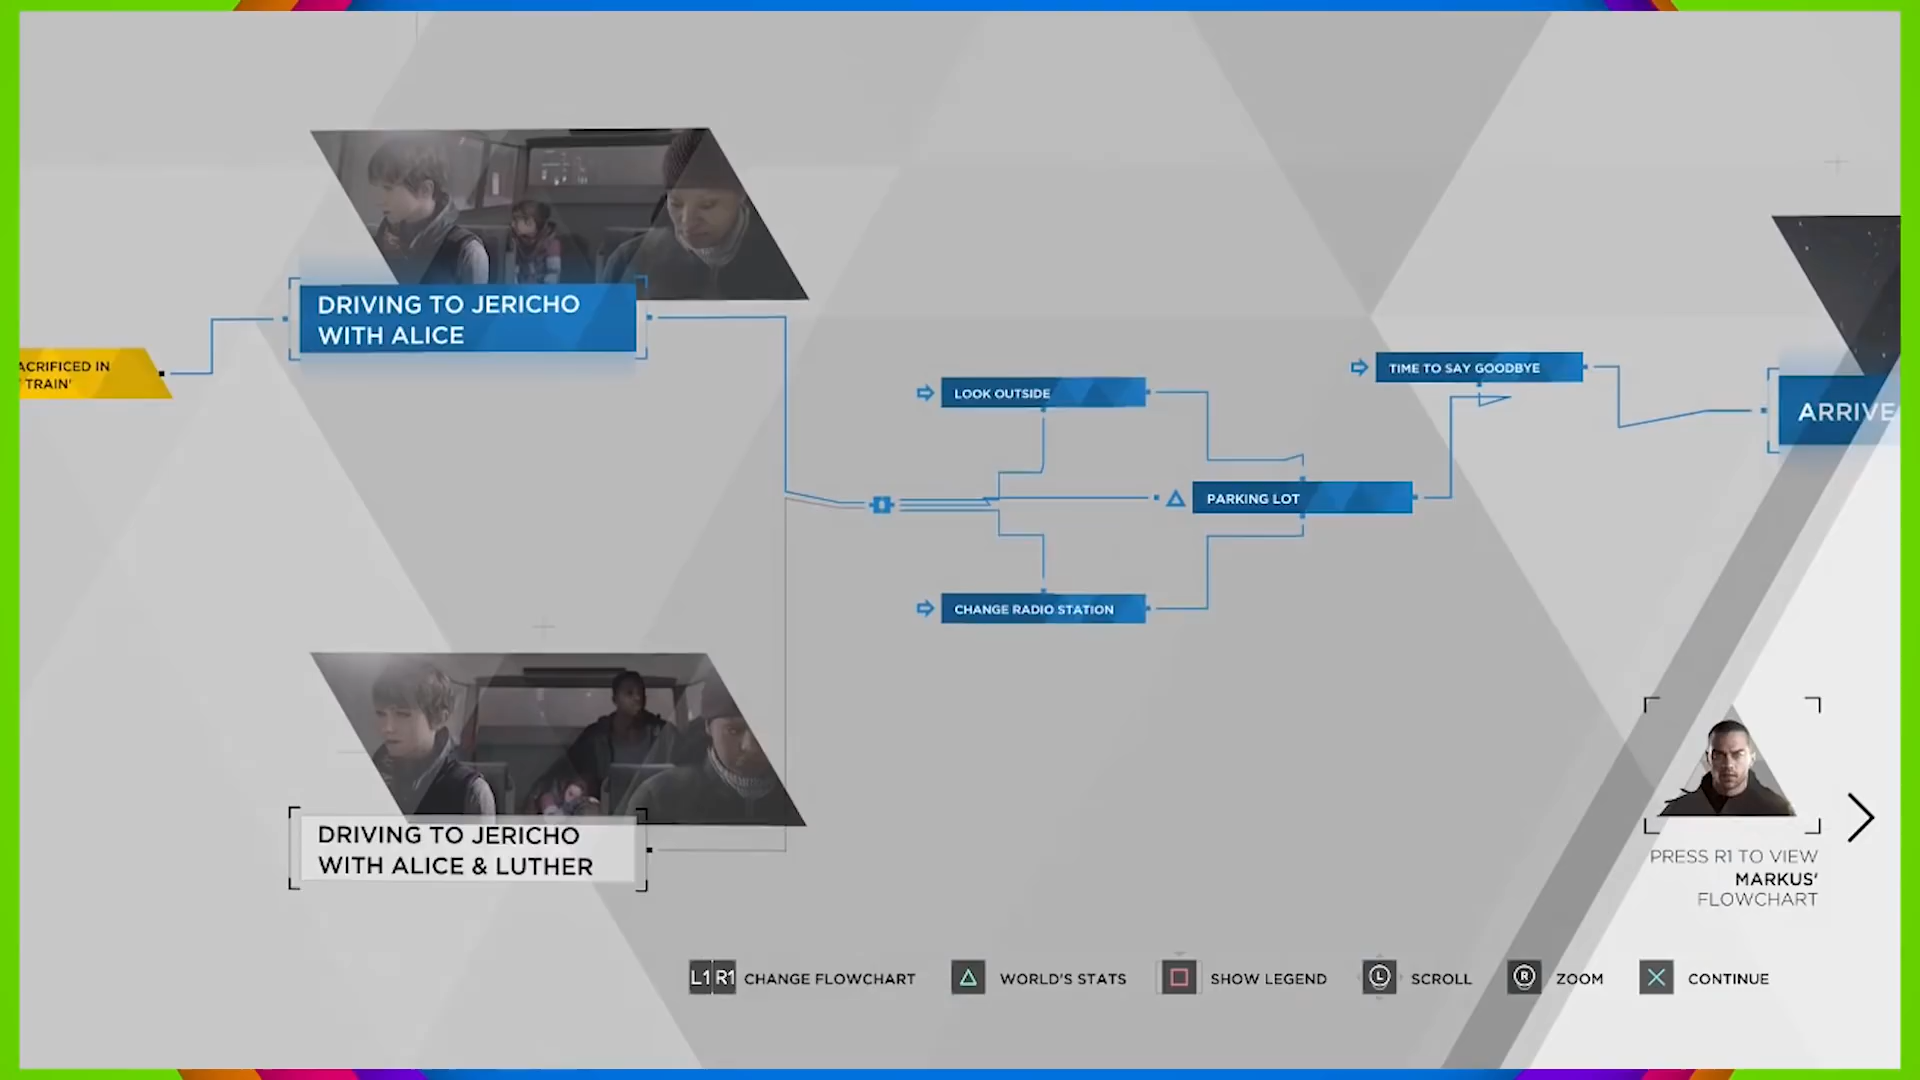 DRIVING TO JERICHO
WITH ALICE
ACRIFICED IN
TRAIN'
LOOK OUTSIDE
TIME TO SAY GOODBYE
ARRIVE
PARKING LOT
CHANGE RADIO STATION
DRIVING TO JERICHO
WITH ALICE & LUTHER
PRESS R1 TO VIEW
MARKUS'
FLOWCHART
L1 R1 CHANGE FLOWCHART
WORLD'S STATS
SHOW LEGEND
L SCROLL
R ZOOM
CONTINUE